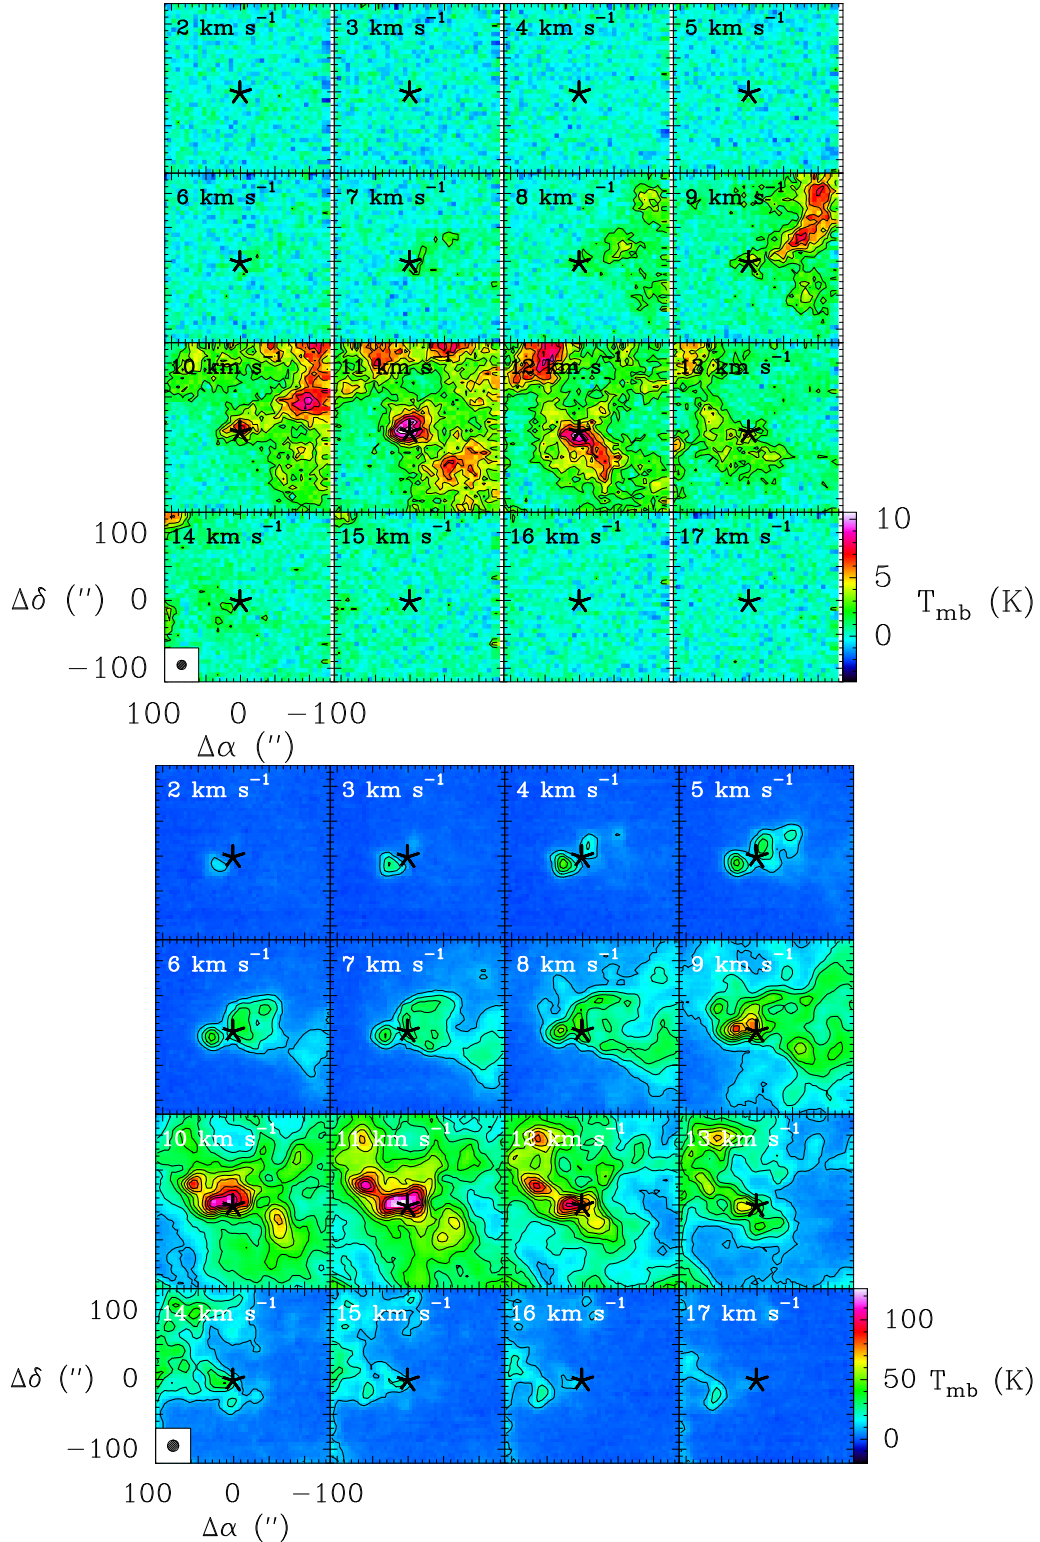 2 km s−1 3 km s−1 4 km s−1 5 km s−1
6 km s−1 7 km s−1 8 km s−1 9 km s−1
10 km s−1 11 km s−1 12 km s−1 13 km s−1
14 km s−1 15 km s−1 16 km s−1 17 km s−1
100 10
5
Δδ (″) 0 0 Tmb (K)
−100
100 0 −100
Δα (″)
2 km s−1 3 km s−1 4 km s−1 5 km s−1
6 km s−1 7 km s−1 8 km s−1 9 km s−1
10 km s−1 11 km s−1 12 km s−1 13 km s−1
14 km s−1 15 km s−1 16 km s−1 17 km s−1
100 100
Δδ (″) 0 50 Tmb (K)
−100 0
100 0 −100
Δα (″)